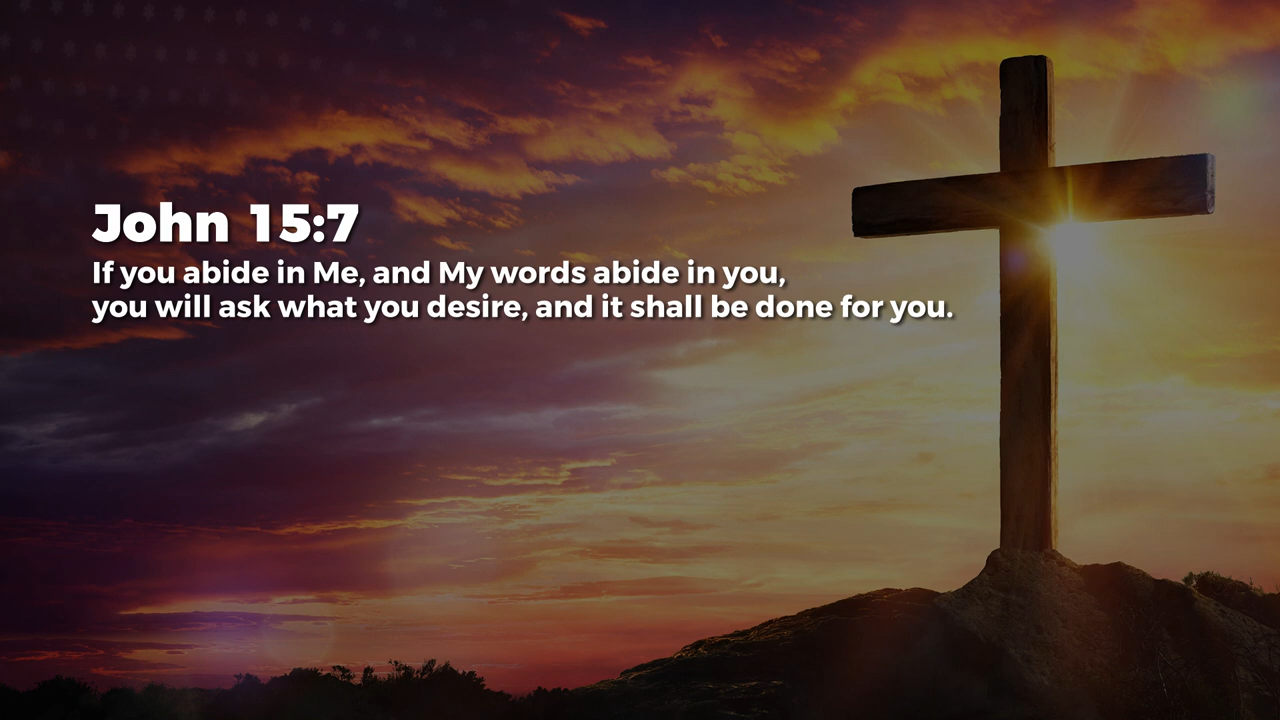 John 15:7
If you abide in Me, and My words abide in you,
you will ask what you desire, and it shall be done for you.